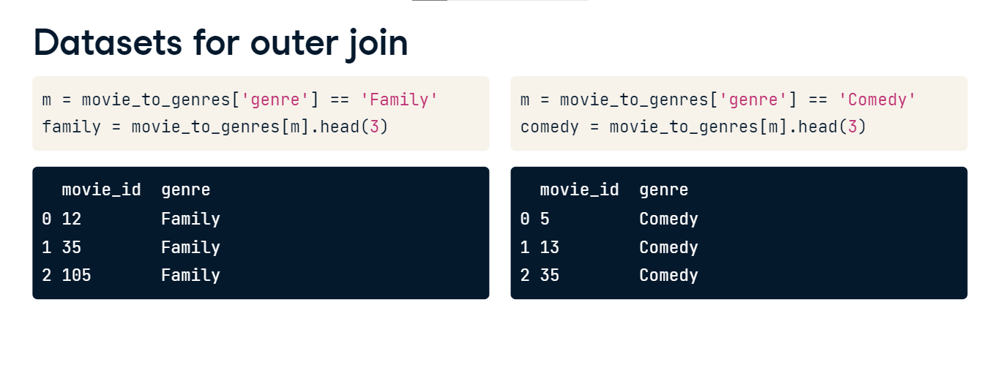 Datasets for outer join
m = movie_to_genres['genre'] == 'Family'
family = movie_to_genres[m].head(3)
  movie_id  genre
0 12        Family
1 35        Family
2 105       Family
m = movie_to_genres['genre'] == 'Comedy'
comedy = movie_to_genres[m].head(3)
  movie_id  genre
0 5         Comedy
1 13        Comedy
2 35        Comedy